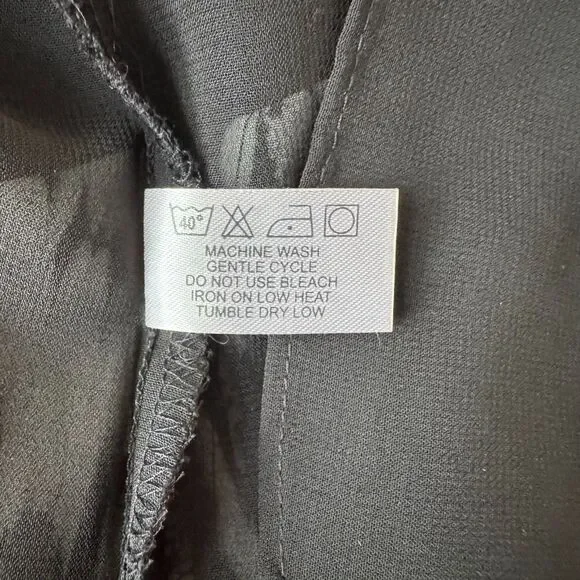 40°
MACHINE WASH
GENTLE CYCLE
DO NOT USE BLEACH
IRON ON LOW HEAT
TUMBLE DRY LOW